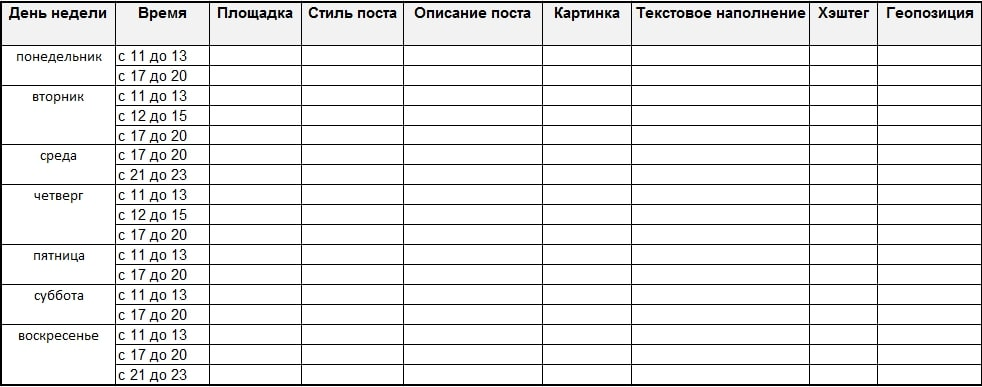 День недели Время Площадка Стиль поста Описание поста Картинка Текстовое наполнение Хэштег Геопозиция
понедельник с 11 до 13
с 17 до 20
вторник с 11 до 13
с 12 до 15
с 17 до 20
среда с 17 до 20
с 21 до 23
четверг с 11 до 13
с 12 до 15
с 17 до 20
пятница с 11 до 13
с 17 до 20
суббота с 11 до 13
с 17 до 20
воскресенье с 11 до 13
с 17 до 20
с 21 до 23